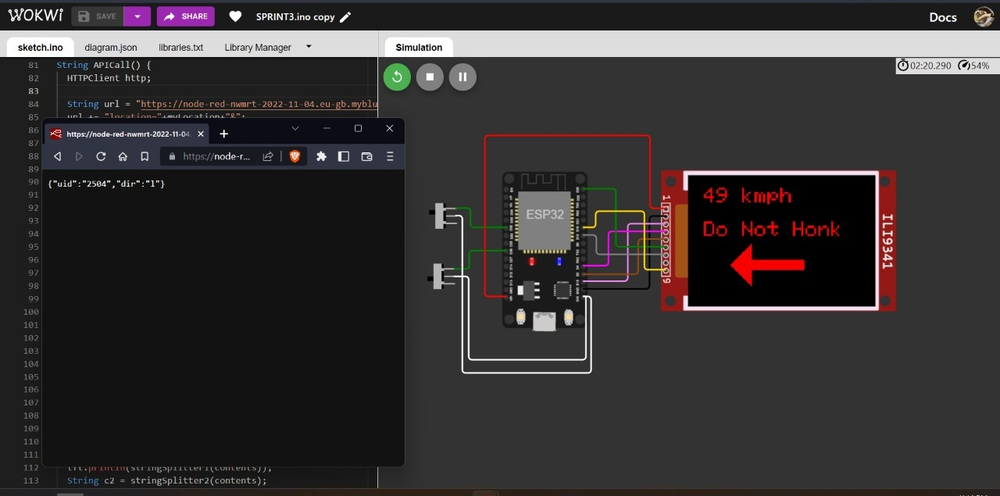 WOKWI SAVE SHARE SPRINT3.ino copy Docs
sketch.ino diagram.json libraries.txt Library Manager Simulation
81 String APICall() {
82 HTTPClient http;
83
84 String url = "https://node-red-nwmrt-2022-11-04.eu-gb.myblu
85 url += "location="+myLocation+"&";
86
87
88
89
90
91
92
93
94
95
96
97
98
99
100
101
102
103
104
105
106
107
108
109
110
111
112 tft.println(stringSplitter1(contents));
113 String c2 = stringSplitter2(contents);
https://node-red-nwmrt-2022-11-04.
https://node-r...
{"uid":"2504","dir":"l"}
02:20.290 54%
ESP32
1
9
49 kmph
Do Not Honk
ILI9341